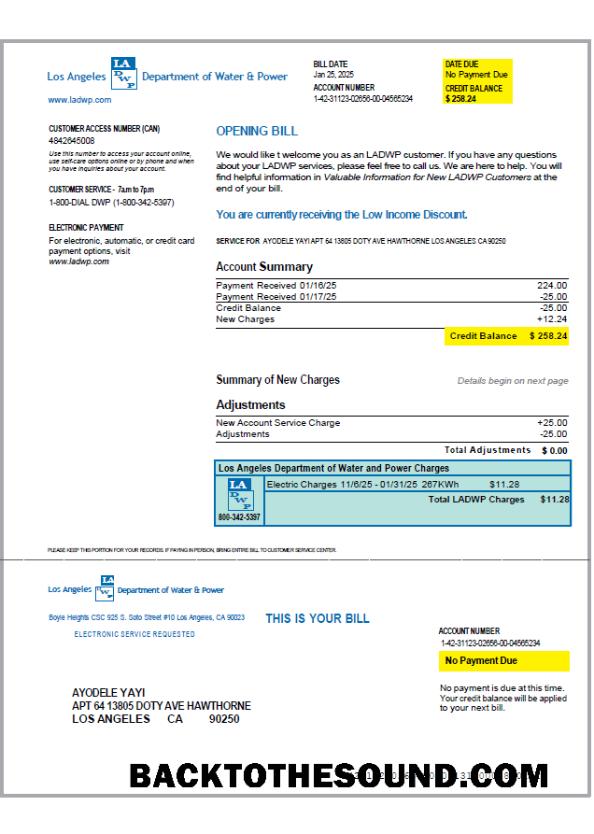 Los Angeles LA DWP Department of Water & Power
www.ladwp.com
BILL DATE
Jan 25, 2025
ACCOUNT NUMBER
1-42-31123-02656-00-04565234
DATE DUE
No Payment Due
CREDIT BALANCE
$ 258.24
CUSTOMER ACCESS NUMBER (CAN)
4842645008
Use this number to access your account online,
use self-care options online or by phone and when
you have inquiries about your account.
CUSTOMER SERVICE - 7am to 7pm
1-800-DIAL DWP (1-800-342-5397)
ELECTRONIC PAYMENT
For electronic, automatic, or credit card
payment options, visit
www.ladwp.com
OPENING BILL
We would like t welcome you as an LADWP customer. If you have any questions
about your LADWP services, please feel free to call us. We are here to help. You will
find helpful information in Valuable Information for New LADWP Customers at the
end of your bill.
You are currently receiving the Low Income Discount.
SERVICE FOR AYODELE YAYI APT 64 13805 DOTY AVE HAWTHORNE LOS ANGELES CA 90250
Account Summary
Payment Received 01/16/25 224.00
Payment Received 01/17/25 -25.00
Credit Balance -25.00
New Charges +12.24
Credit Balance $ 258.24
Summary of New Charges Details begin on next page
Adjustments
New Account Service Charge +25.00
Adjustments -25.00
Total Adjustments $ 0.00
Los Angeles Department of Water and Power Charges
LA DWP
800-342-5397
Electric Charges 11/6/25 - 01/31/25 267KWh $11.28
Total LADWP Charges $11.28
PLEASE KEEP THIS PORTION FOR YOUR RECORDS. IF PAYING IN PERSON, BRING ENTIRE BILL TO CUSTOMER SERVICE CENTER.
Los Angeles LA DWP Department of Water & Power
Boyle Heights CSC 925 S. Soto Street #10 Los Angeles, CA 90023
ELECTRONIC SERVICE REQUESTED
THIS IS YOUR BILL
ACCOUNT NUMBER
1-42-31123-02656-00-04565234
No Payment Due
No payment is due at this time.
Your credit balance will be applied
to your next bill.
AYODELE YAYI
APT 64 13805 DOTY AVE HAWTHORNE
LOS ANGELES CA 90250
BACKTOTHESOUND.COM